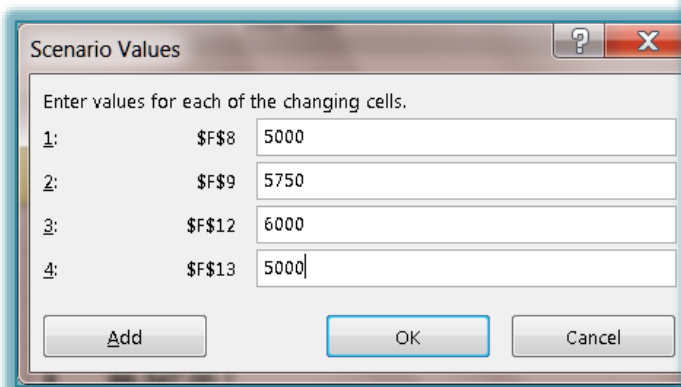 Scenario Values
Enter values for each of the changing cells.
1: $F$8 5000
2: $F$9 5750
3: $F$12 6000
4: $F$13 5000
Add OK Cancel